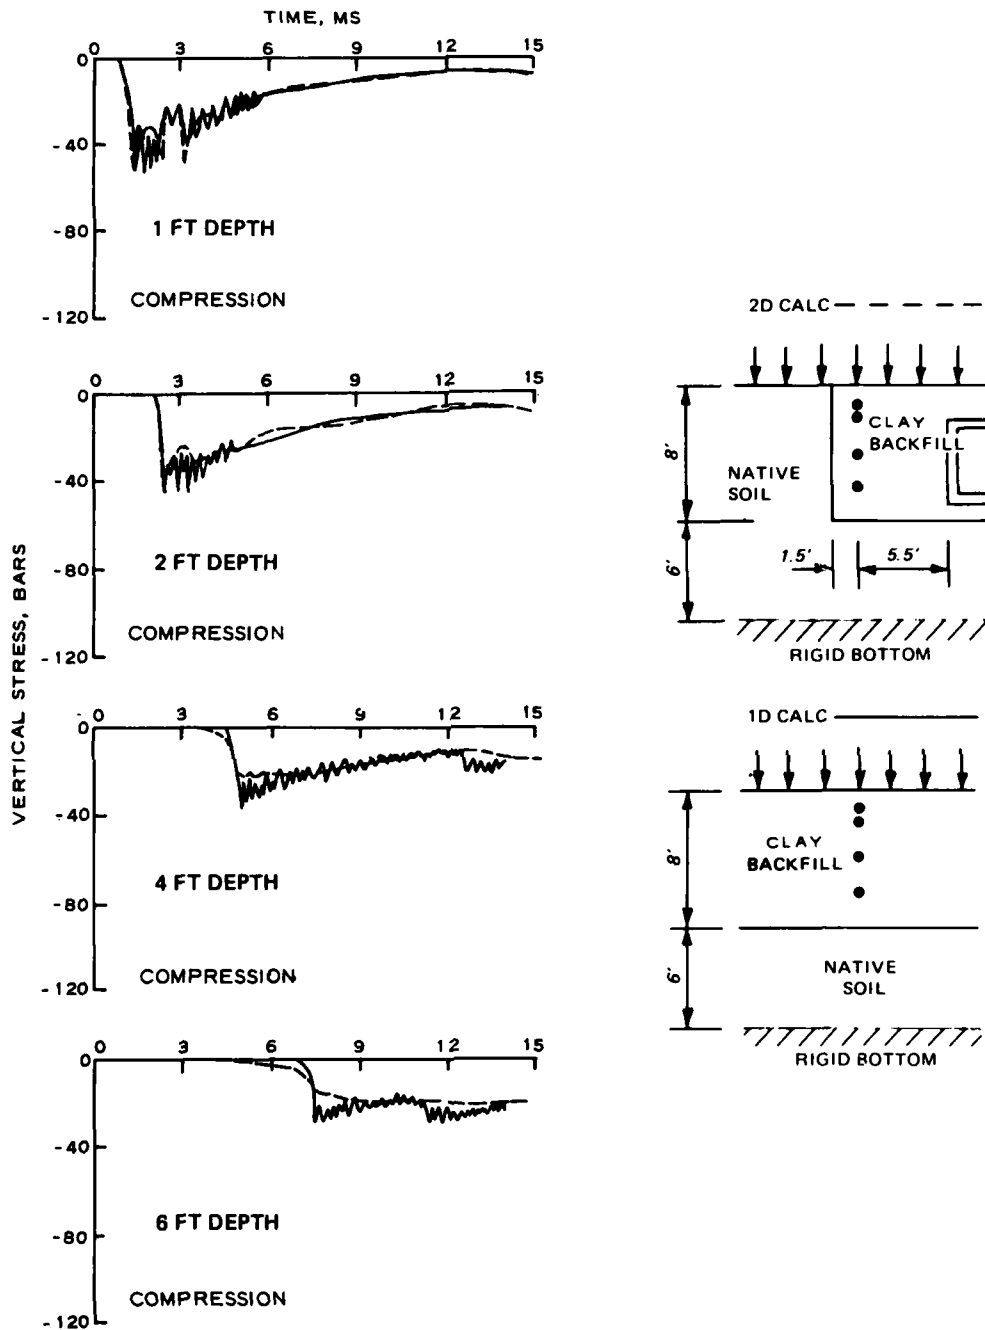 TIME, MS
0 3 6 9 12 15
0
-40
-80
-120
1 FT DEPTH
COMPRESSION
0 3 6 9 12 15
0
-40
-80
-120
2 FT DEPTH
COMPRESSION
VERTICAL STRESS, BARS
0 3 6 9 12 15
0
-40
-80
-120
4 FT DEPTH
COMPRESSION
0 3 6 9 12 15
0
-40
-80
-120
6 FT DEPTH
COMPRESSION
2D CALC
8'
CLAY
BACKFILL
NATIVE
SOIL
6'
1.5'
5.5'
RIGID BOTTOM
1D CALC
8'
CLAY
BACKFILL
6'
NATIVE
SOIL
RIGID BOTTOM